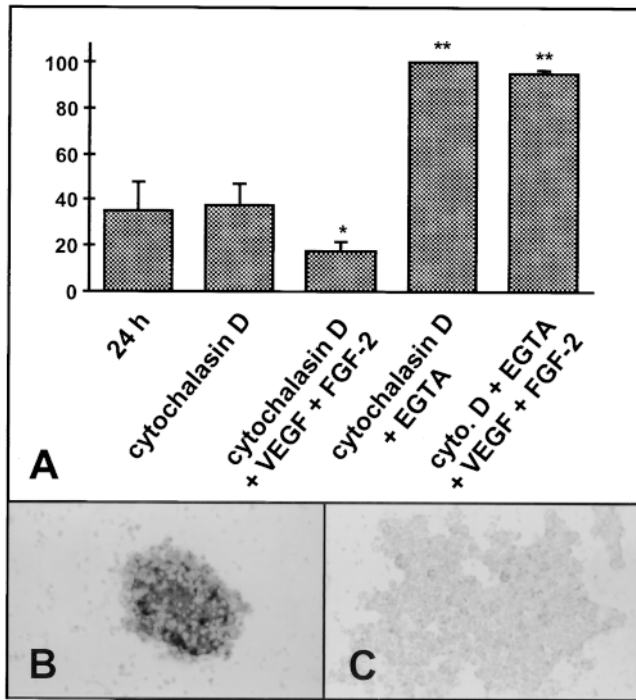 ** **
100
80
60
40
*
20
0
24 h
cytochalasin D
cytochalasin D
+ VEGF + FGF-2
cytochalasin D
+ EGTA
cyto. D + EGTA
+ VEGF + FGF-2
A
B C